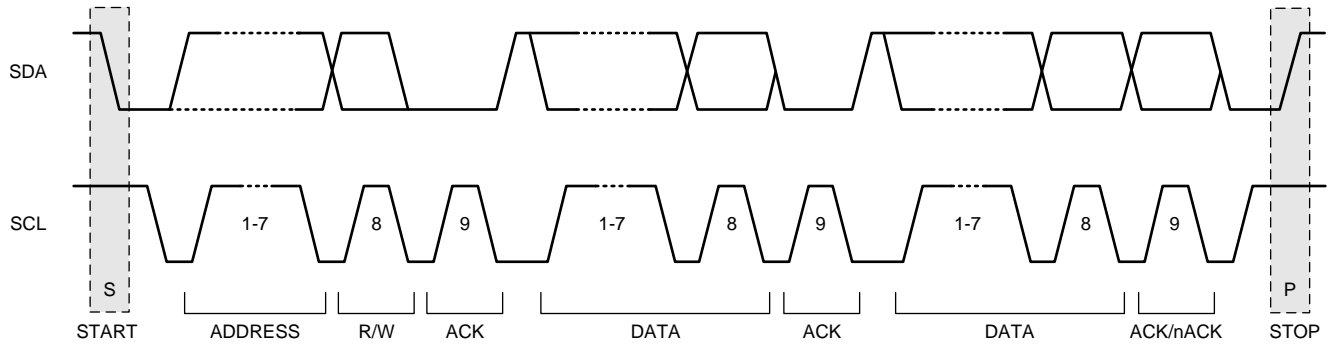 SDA
SCL
1-7 8 9 1-7 8 9 1-7 8 9
S P
START ADDRESS R/W ACK DATA ACK DATA ACK/nACK STOP